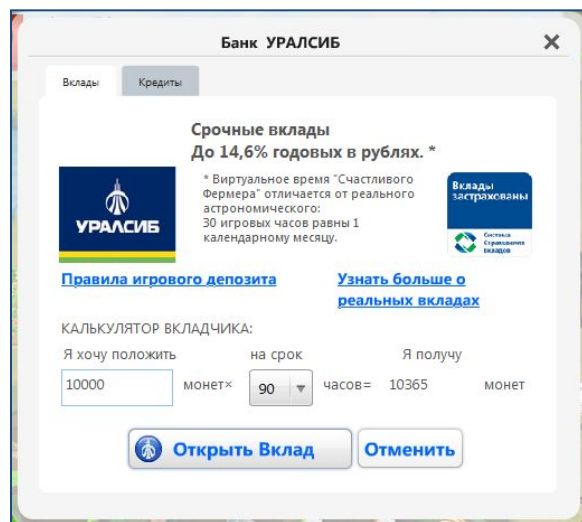 Банк УРАЛСИБ
Вклады
Кредиты
Срочные вклады
До 14,6% годовых в рублях. *
* Виртуальное время "Счастливого
Фермера" отличается от реального
астрономического:
30 игровых часов равны 1
календарному месяцу.
УРАЛСИБ
Вклады
застрахованы
Система
Страхования
вкладов
Правила игрового депозита
Узнать больше о
реальных вкладах
КАЛЬКУЛЯТОР ВКЛАДЧИКА:
Я хочу положить на срок Я получу
10000 монет× 90 часов= 10365 монет
Открыть Вклад Отменить